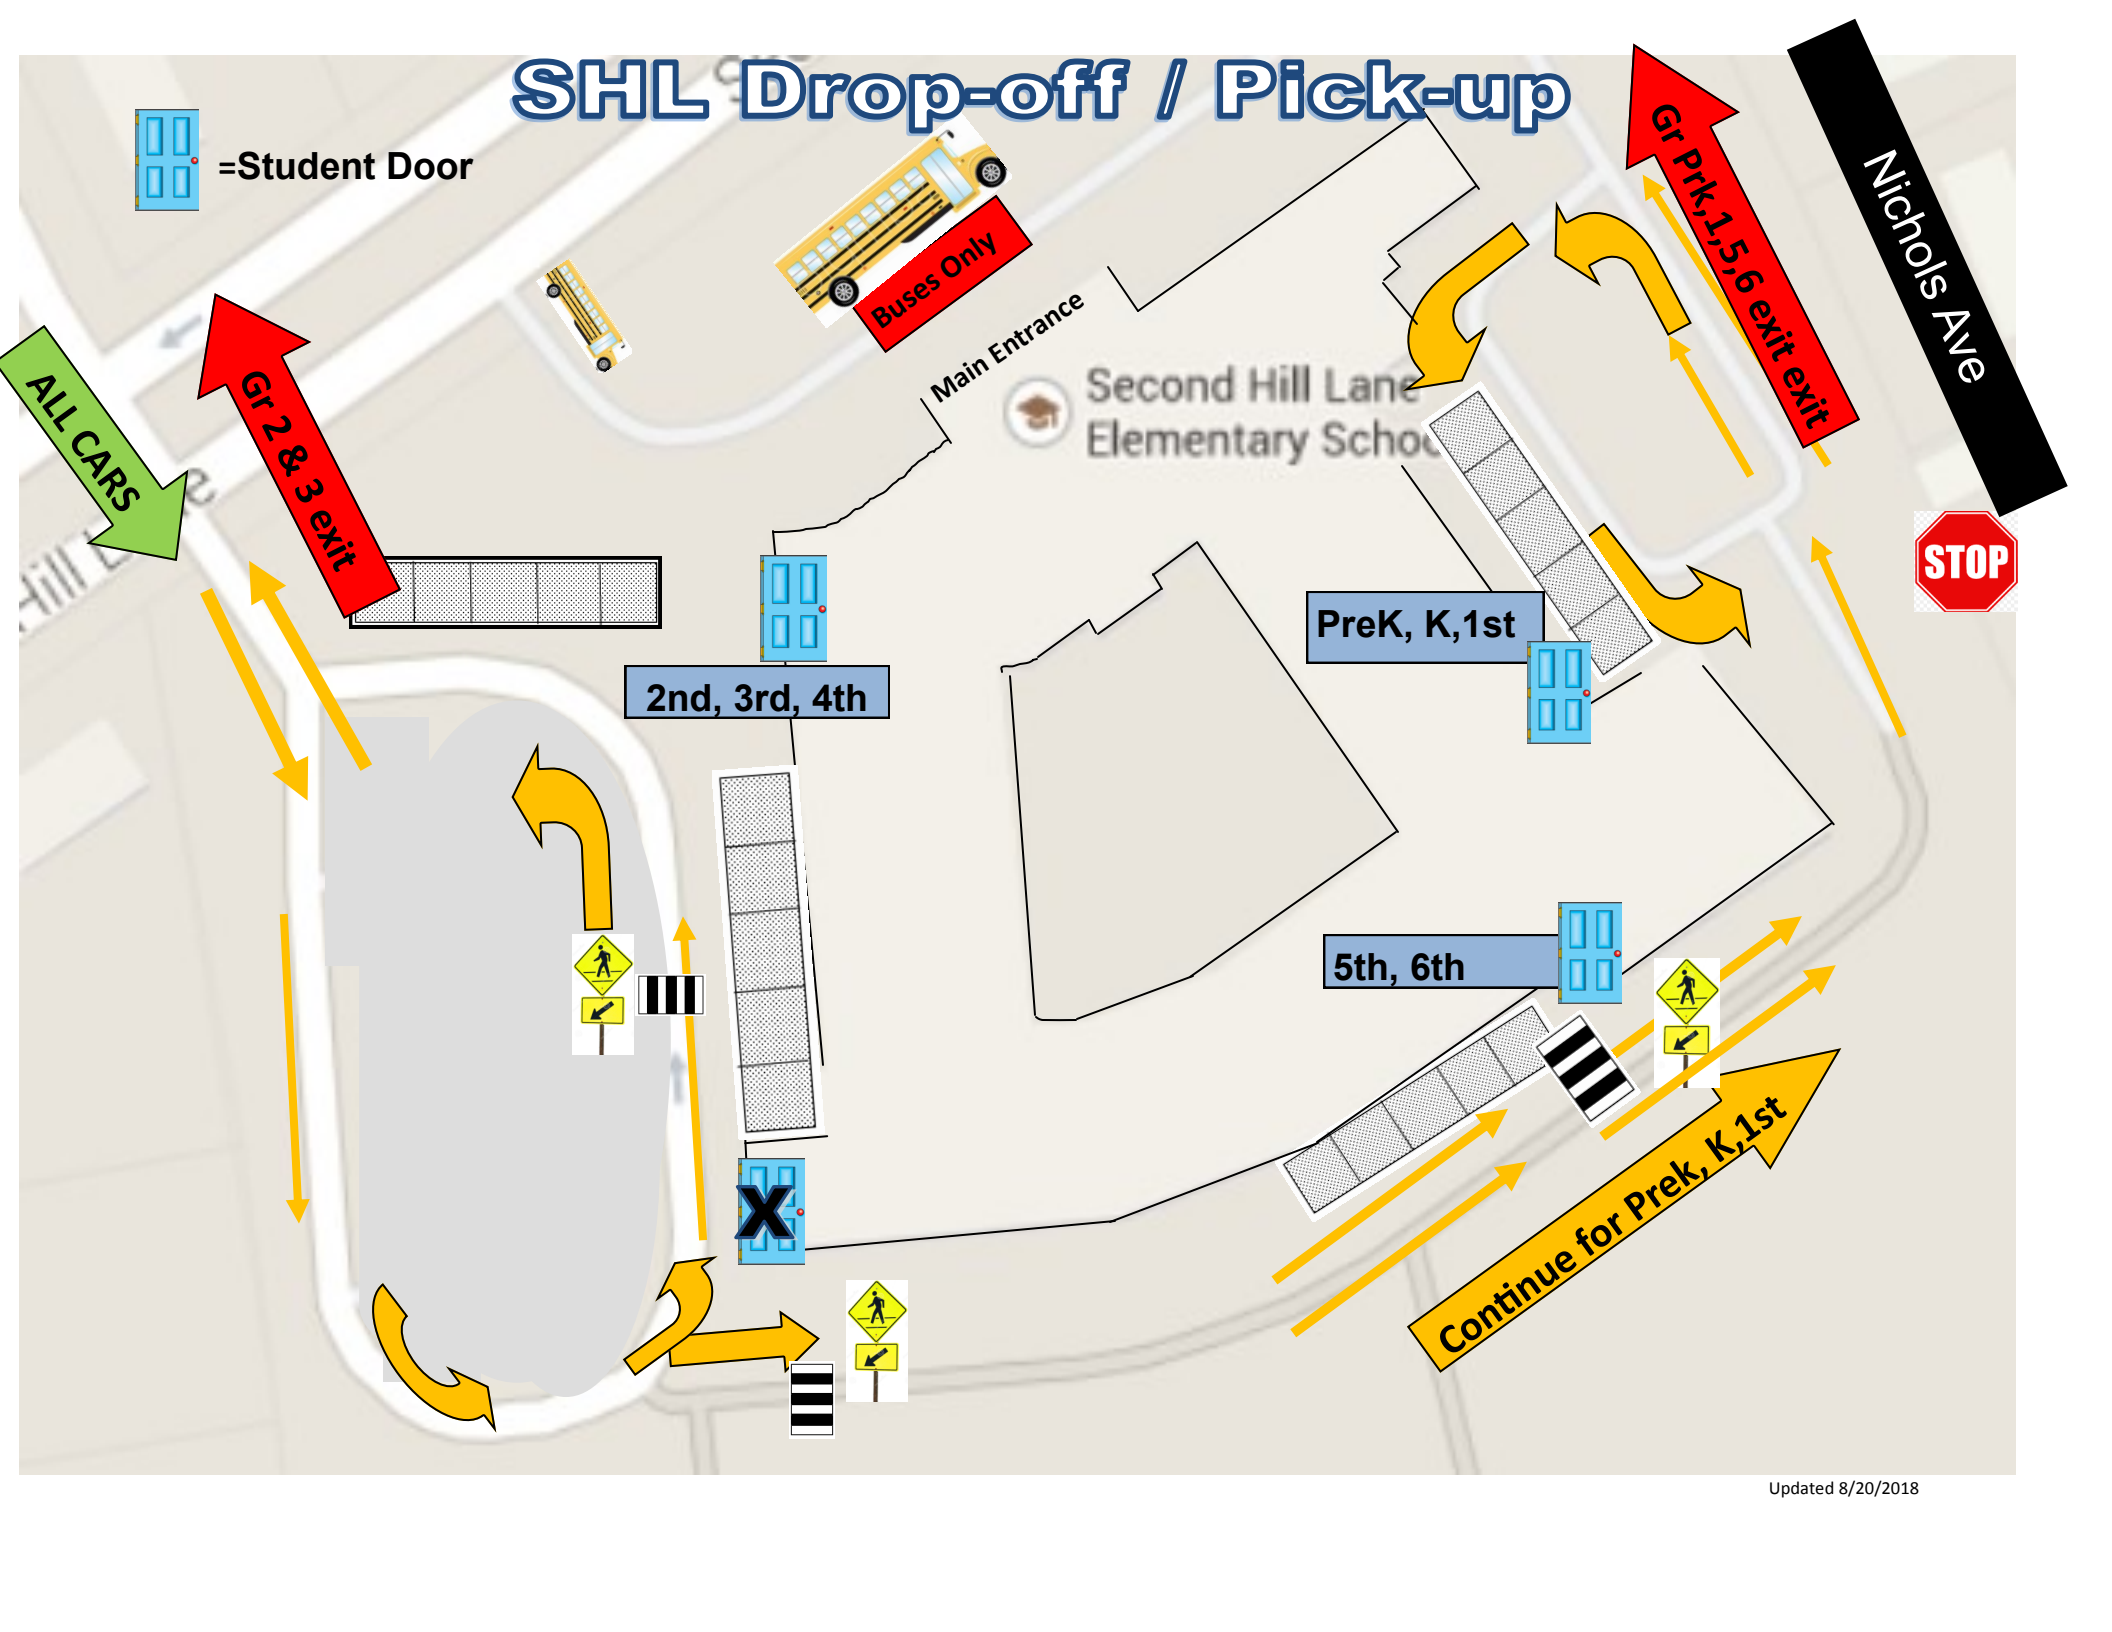 SHL Drop-off / Pick-up
=Student Door
Nichols Ave
Gr Prk,1,5,6 exit exit
Buses Only
Main Entrance
Second Hill Lane
Elementary Schoo
ALL CARS
Gr 2 & 3 exit
Hill L e
STOP
PreK, K,1st
2nd, 3rd, 4th
5th, 6th
X
Continue for Prek, K,1st
Updated 8/20/2018